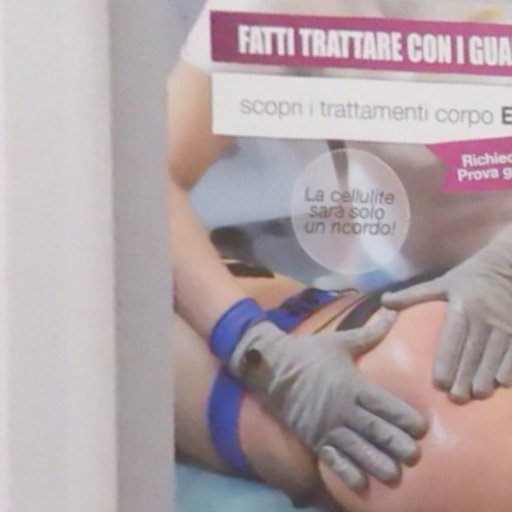 FATTI TRATTARE CON I GUA
scopri i trattamenti corpo E
Richied
Prova g
La cellulite
sarà solo
un ricordo!